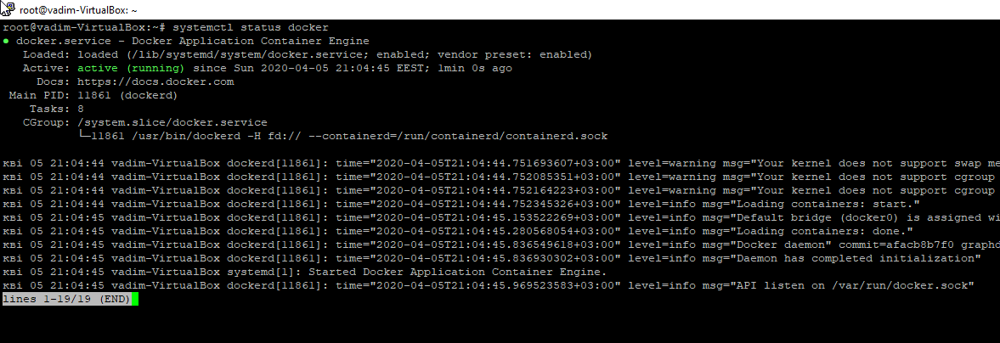 root@vadim-VirtualBox: ~
root@vadim-VirtualBox:~# systemctl status docker
● docker.service - Docker Application Container Engine
   Loaded: loaded (/lib/systemd/system/docker.service; enabled; vendor preset: enabled)
   Active: active (running) since Sun 2020-04-05 21:04:45 EEST; 1min 0s ago
     Docs: https://docs.docker.com
 Main PID: 11861 (dockerd)
    Tasks: 8
   CGroup: /system.slice/docker.service
           └─11861 /usr/bin/dockerd -H fd:// --containerd=/run/containerd/containerd.sock
кві 05 21:04:44 vadim-VirtualBox dockerd[11861]: time="2020-04-05T21:04:44.751693607+03:00" level=warning msg="Your kernel does not support swap me
кві 05 21:04:44 vadim-VirtualBox dockerd[11861]: time="2020-04-05T21:04:44.752085351+03:00" level=warning msg="Your kernel does not support cgroup
кві 05 21:04:44 vadim-VirtualBox dockerd[11861]: time="2020-04-05T21:04:44.752164223+03:00" level=warning msg="Your kernel does not support cgroup
кві 05 21:04:44 vadim-VirtualBox dockerd[11861]: time="2020-04-05T21:04:44.752345326+03:00" level=info msg="Loading containers: start."
кві 05 21:04:45 vadim-VirtualBox dockerd[11861]: time="2020-04-05T21:04:45.153522269+03:00" level=info msg="Default bridge (docker0) is assigned wi
кві 05 21:04:45 vadim-VirtualBox dockerd[11861]: time="2020-04-05T21:04:45.280568054+03:00" level=info msg="Loading containers: done."
кві 05 21:04:45 vadim-VirtualBox dockerd[11861]: time="2020-04-05T21:04:45.836549618+03:00" level=info msg="Docker daemon" commit=afacb8b7f0 graphd
кві 05 21:04:45 vadim-VirtualBox dockerd[11861]: time="2020-04-05T21:04:45.836930302+03:00" level=info msg="Daemon has completed initialization"
кві 05 21:04:45 vadim-VirtualBox systemd[1]: Started Docker Application Container Engine.
кві 05 21:04:45 vadim-VirtualBox dockerd[11861]: time="2020-04-05T21:04:45.969523583+03:00" level=info msg="API listen on /var/run/docker.sock"
lines 1-19/19 (END)